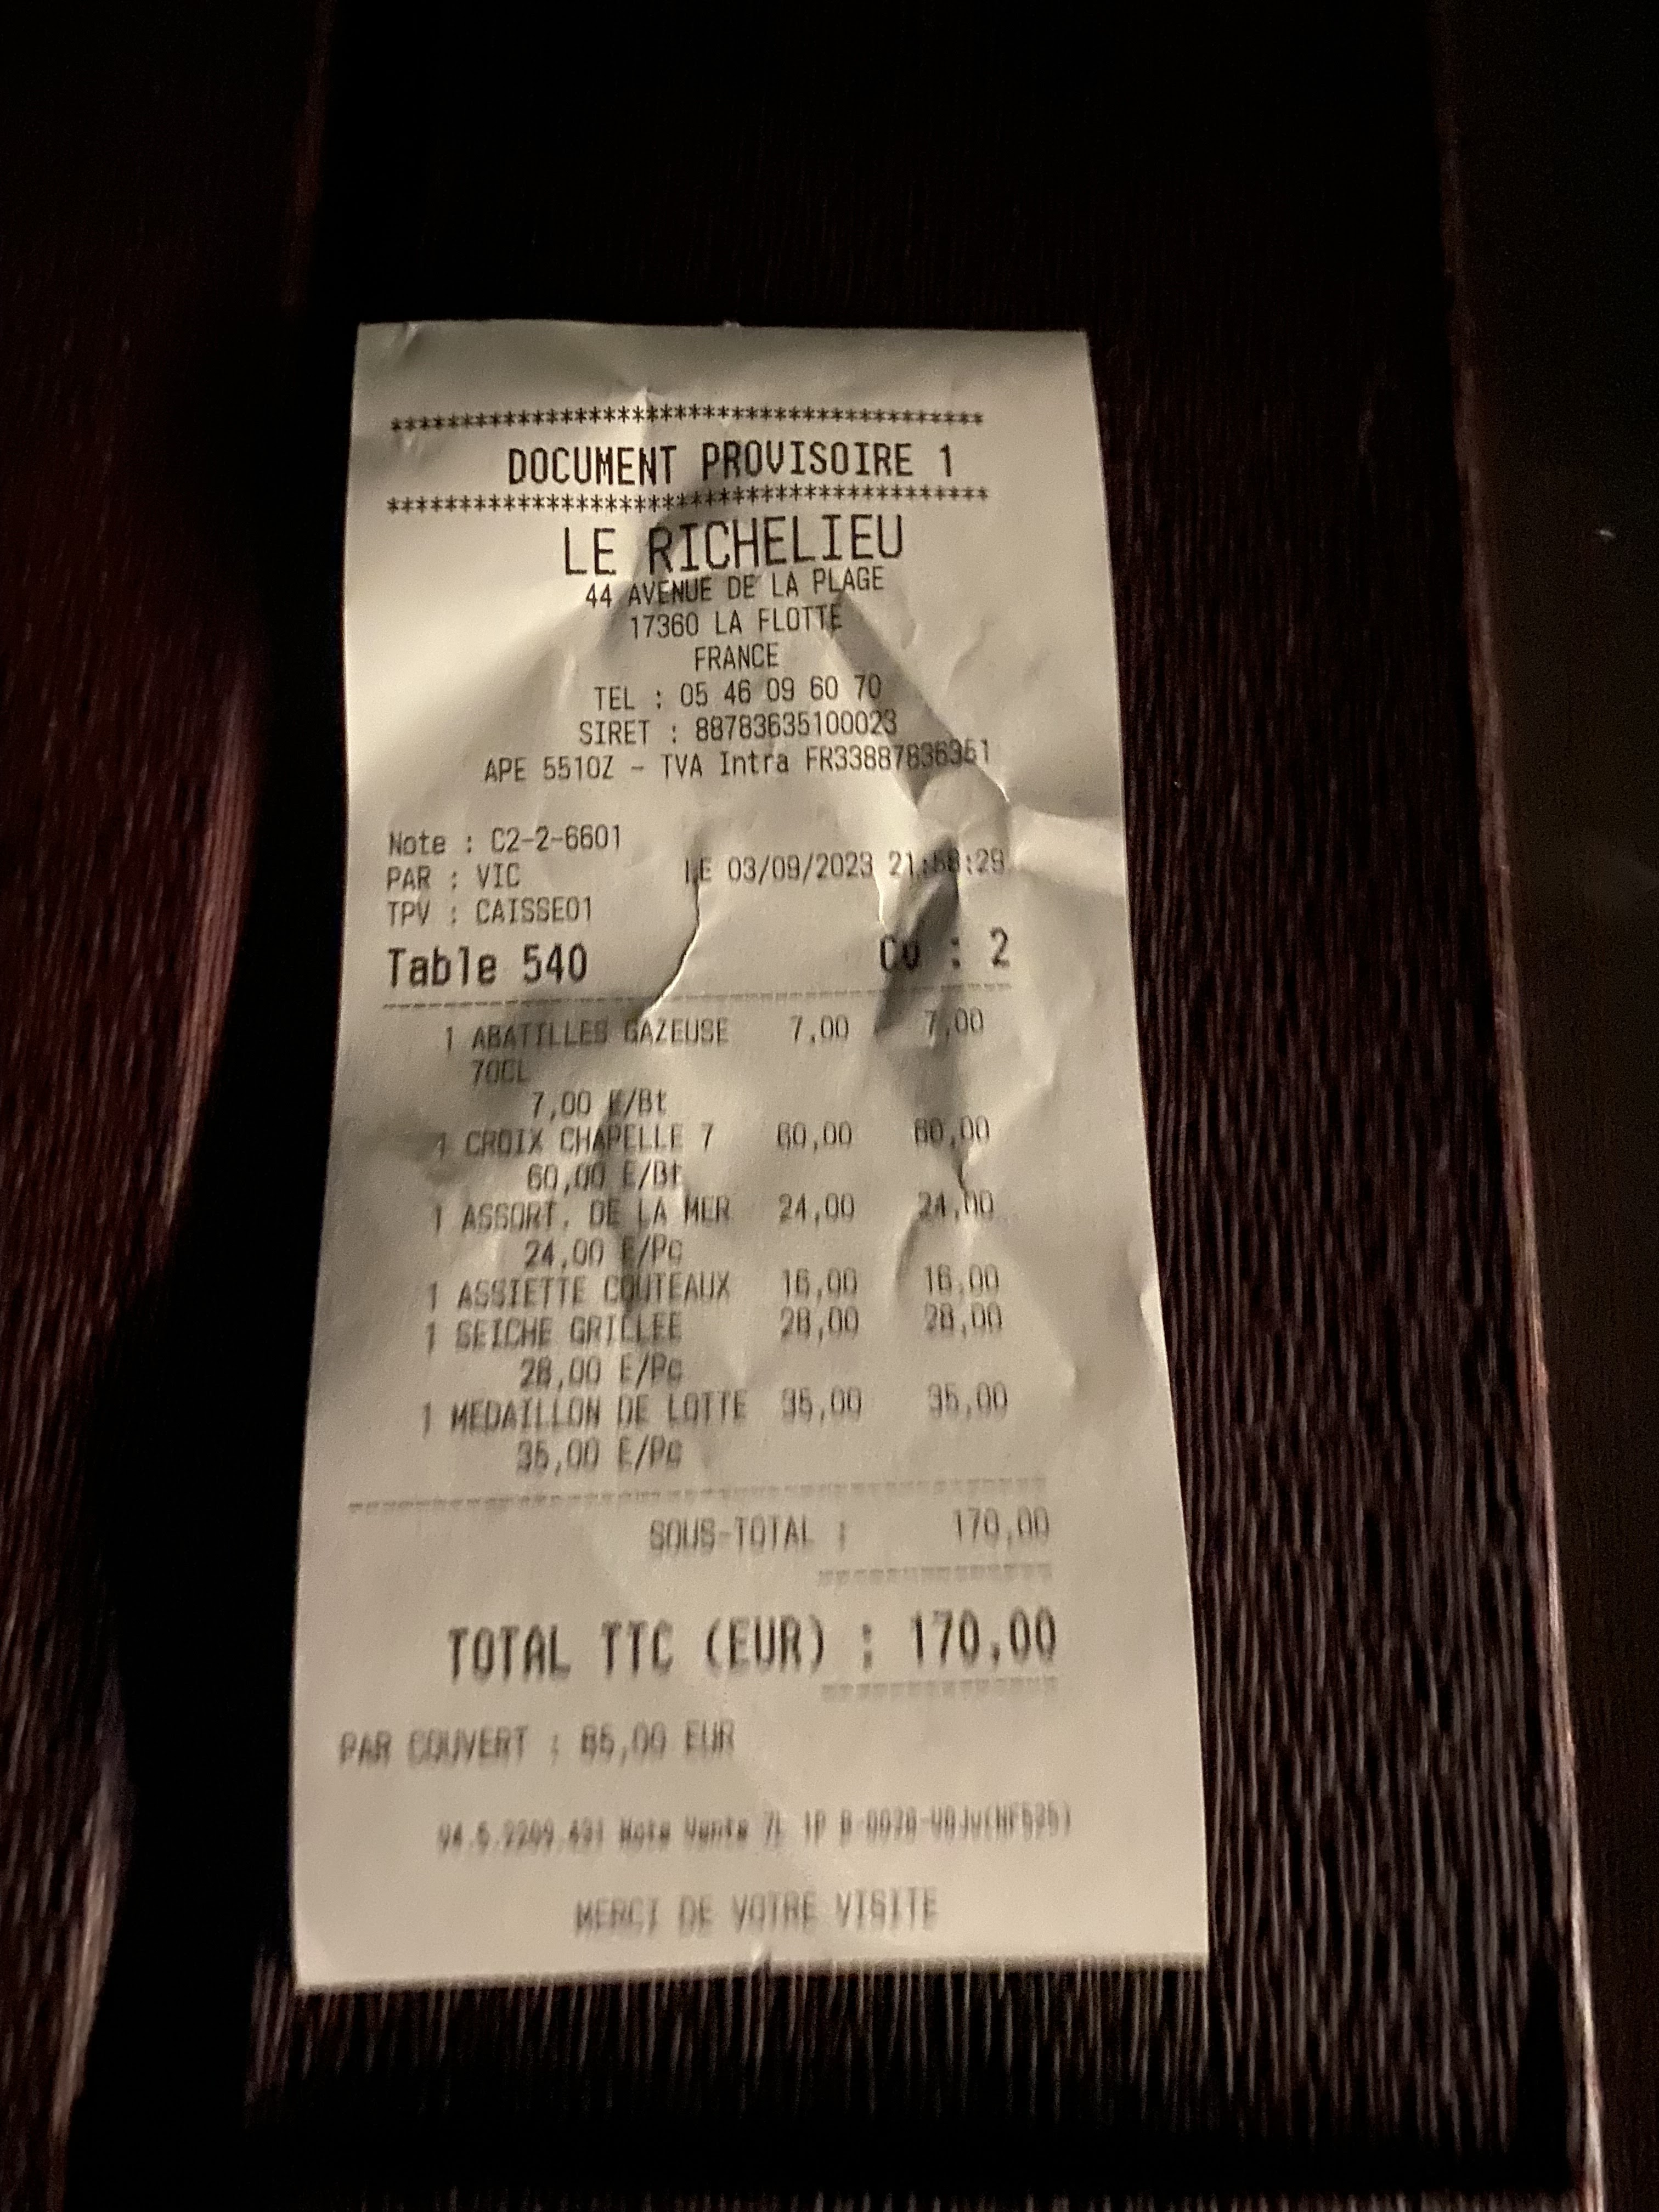 ******************************************
DOCUMENT PROVISOIRE 1
******************************************
LE RICHELIEU
44 AVENUE DE LA PLAGE
17360 LA FLOTTE
FRANCE
TEL : 05 46 09 60 70
SIRET : 88783635100023
APE 5510Z - TVA Intra FR33887836351
Note : C2-2-6601
PAR : VIC LE 03/09/2023
TPV : CAISSE01
Table 540 Co : 2
1 ABATILLES GAZEUSE 7,00 7,00
70CL
7,00 E/Bt
1 CROIX CHAPELLE 7 60,00 60,00
60,00 E/Bt
1 ASSORT. DE LA MER 24,00 24,00
24,00 E/Pc
1 ASSIETTE COUTEAUX 16,00 16,00
1 SEICHE GRILLEE 28,00 28,00
28,00 E/Pc
1 MEDAILLON DE LOTTE 35,00 35,00
35,00 E/Pc
SOUS-TOTAL : 170,00
TOTAL TTC (EUR) : 170,00
PAR COUVERT : 85,00 EUR
MERCI DE VOTRE VISITE